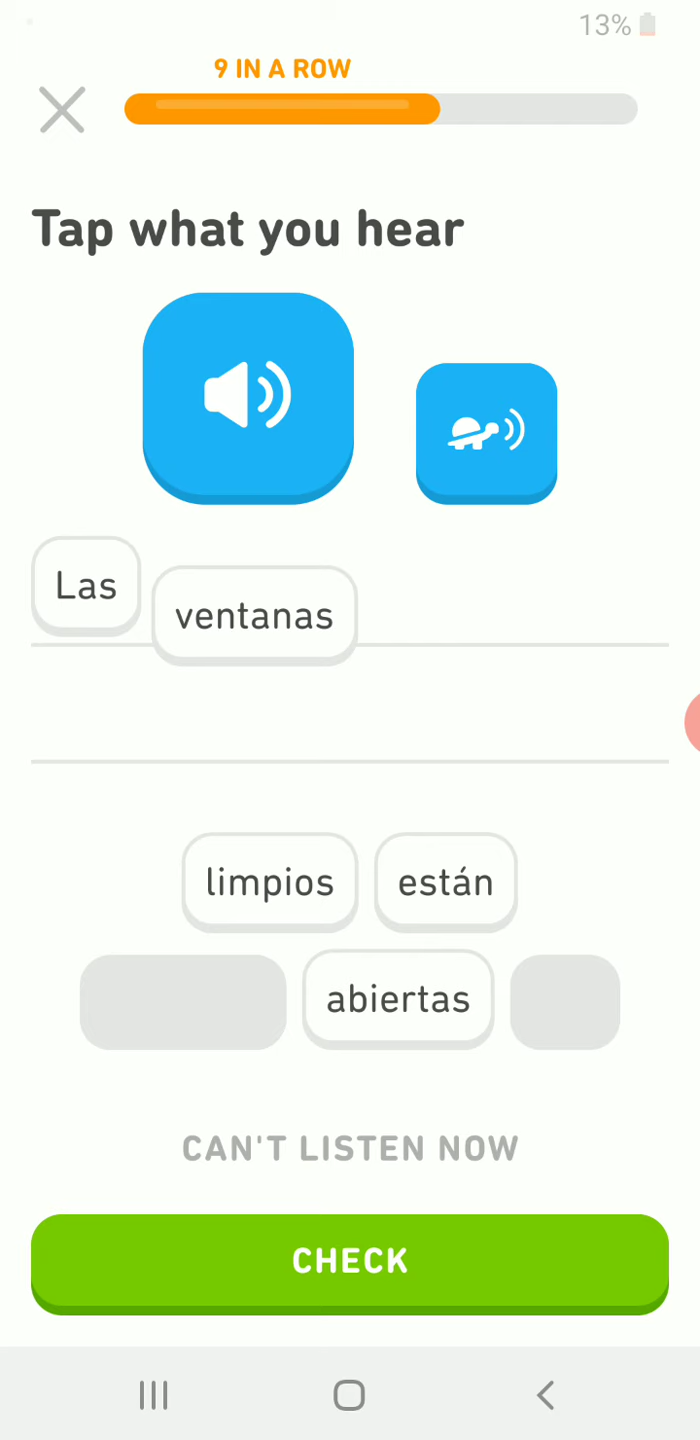 13%
9 IN A ROW
Tap what you hear
Las ventanas
limpios están
abiertas
CAN'T LISTEN NOW
CHECK